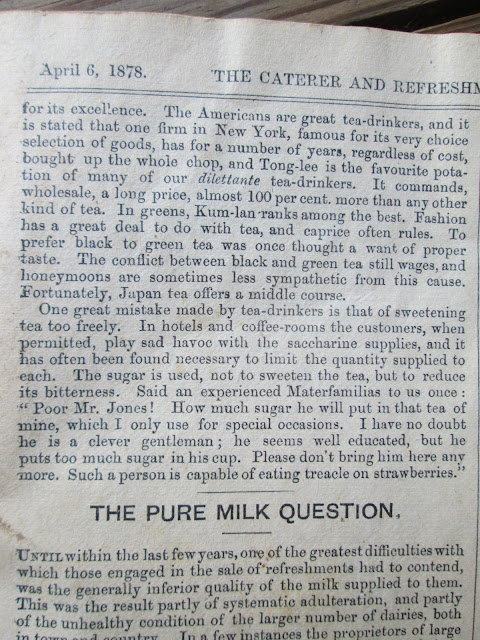 April 6, 1878. THE CATERER AND REFRESHM
for its excellence. The Americans are great tea-drinkers, and it
is stated that one firm in New York, famous for its very choice
selection of goods, has for a number of years, regardless of cost,
bought up the whole chop, and Tong-lee is the favourite pota-
tion of many of our dilettante tea-drinkers. It commands,
wholesale, a long price, almost 100 per cent. more than any other
kind of tea. In greens, Kum-lan ranks among the best. Fashion
has a great deal to do with tea, and caprice often rules. To
prefer black to green tea was once thought a want of proper
taste. The conflict between black and green tea still wages, and
honeymoons are sometimes less sympathetic from this cause.
Fortunately, Japan tea offers a middle course.
One great mistake made by tea-drinkers is that of sweetening
tea too freely. In hotels and coffee-rooms the customers, when
permitted, play sad havoc with the saccharine supplies, and it
has often been found necessary to limit the quantity supplied to
each. The sugar is used, not to sweeten the tea, but to reduce
its bitterness. Said an experienced Materfamilias to us once:
"Poor Mr. Jones! How much sugar he will put in that tea of
mine, which I only use for special occasions. I have no doubt
he is a clever gentleman; he seems well educated, but he
puts too much sugar in his cup. Please don't bring him here any
more. Such a person is capable of eating treacle on strawberries."
THE PURE MILK QUESTION.
UNTIL within the last few years, one of the greatest difficulties with
which those engaged in the sale of refreshments had to contend,
was the generally inferior quality of the milk supplied to them.
This was the result partly of systematic adulteration, and partly
of the unhealthy condition of the larger number of dairies, both
in town and country. In a few instances the proprietors of large